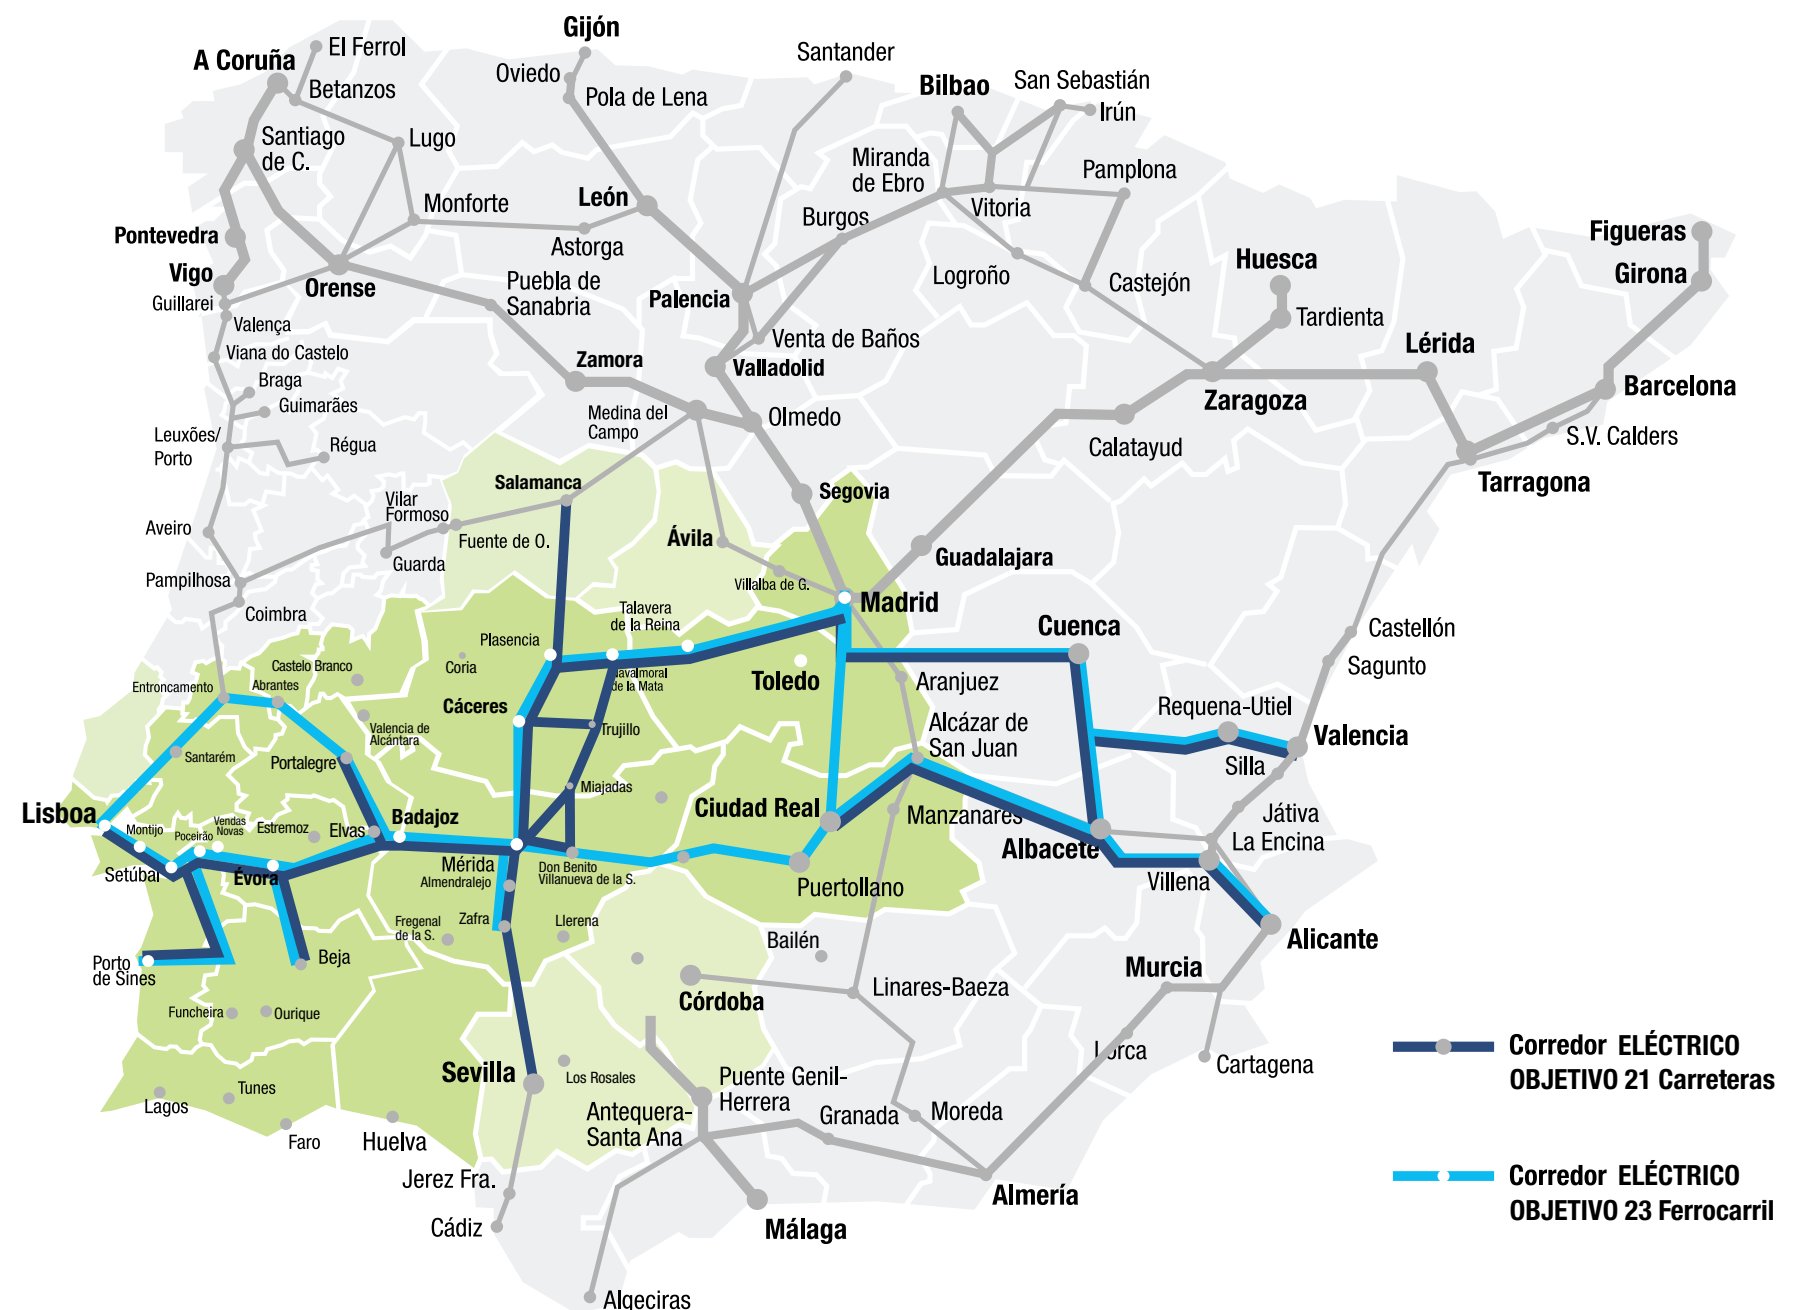 Gijón
El Ferrol
A Coruña
Santander
Oviedo
San Sebastián
Bilbao
Betanzos
Pola de Lena
Irún
Santiago
de C.
Lugo
Miranda
de Ebro
Pamplona
León
Monforte
Vitoria
Burgos
Pontevedra
Astorga
Figueras
Huesca
Vigo
Orense
Puebla de
Sanabria
Palencia
Logroño
Castejón
Girona
Guillarei
Valença
Tardienta
Venta de Baños
Lérida
Viana do Castelo
Zamora
Valladolid
Braga
Guimarães
Barcelona
Zaragoza
Medina del
Campo
Olmedo
Leuxões/
Porto
Régua
Calatayud
S.V. Calders
Salamanca
Segovia
Tarragona
Vilar
Formoso
Aveiro
Fuente de O.
Ávila
Guarda
Guadalajara
Pampilhosa
Villalba de G.
Madrid
Coimbra
Talavera
de la Reina
Cuenca
Castellón
Plasencia
Sagunto
Castelo Branco
Coria
Entroncamento
Abrantes
Navalmoral
de la Mata
Toledo
Aranjuez
Cáceres
Requena-Utiel
Valencia de
Alcántara
Trujillo
Alcázar de
San Juan
Valencia
Santarém
Portalegre
Silla
Miajadas
Lisboa
Ciudad Real
Manzanares
Játiva
Montijo
Poceirão
Vendas
Novas
Estremoz
Elvas
Badajoz
La Encina
Albacete
Setúbal
Évora
Mérida
Don Benito
Villanueva de la S.
Almendralejo
Puertollano
Villena
Fregenal
de la S.
Zafra
Llerena
Bailén
Alicante
Porto
de Sines
Beja
Murcia
Córdoba
Linares-Baeza
Funcheira
Ourique
Lorca
Cartagena
Sevilla
Los Rosales
Puente Genil-
Herrera
Tunes
Lagos
Antequera-
Santa Ana
Granada
Moreda
Faro
Huelva
Jerez Fra.
Almería
Cádiz
Málaga
Algeciras
Corredor ELÉCTRICO
OBJETIVO 21 Carreteras
Corredor ELÉCTRICO
OBJETIVO 23 Ferrocarril